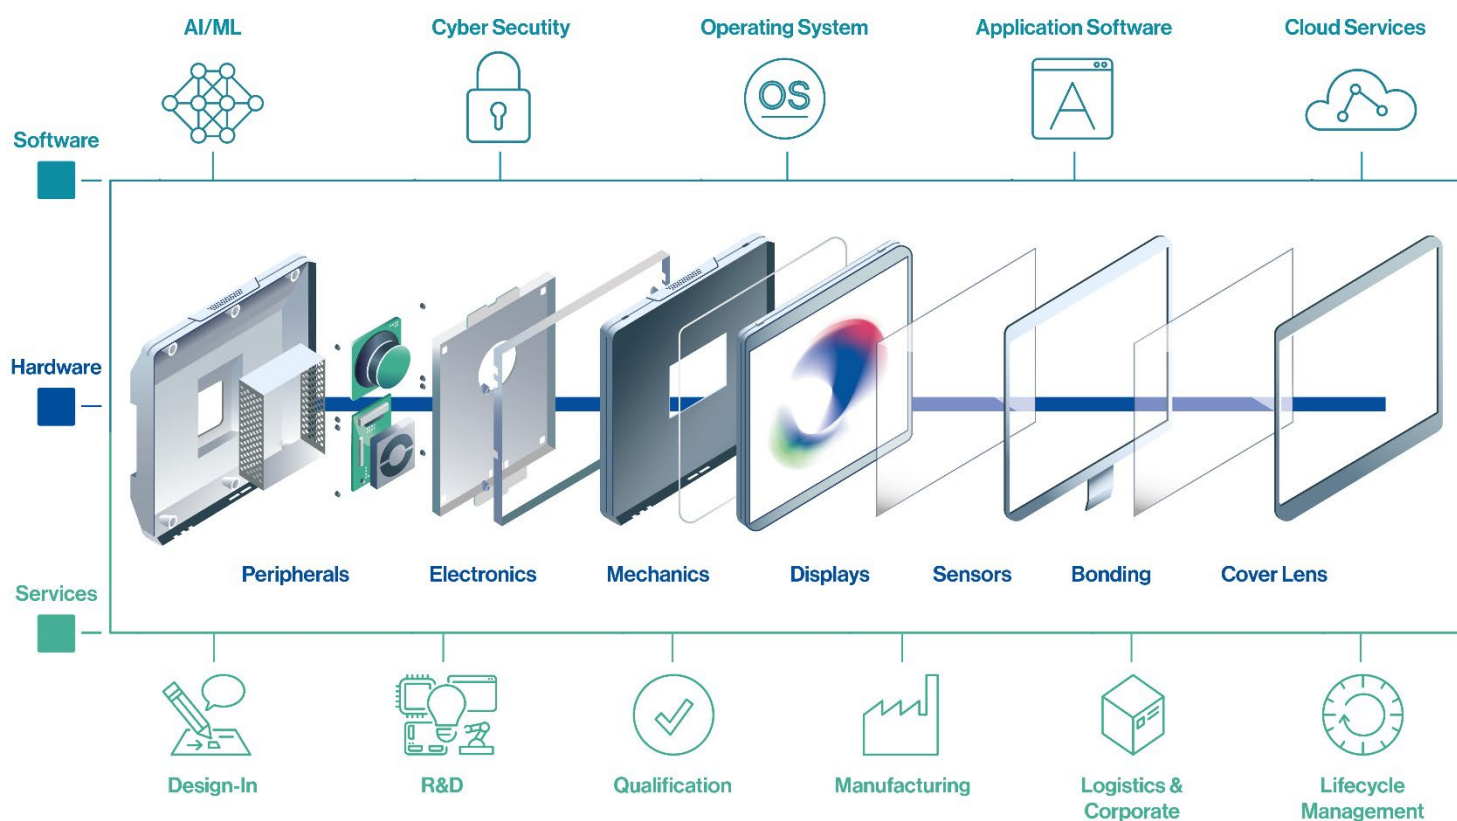 AI/ML
Cyber Secutity
Operating System
Application Software
Cloud Services
OS
A
Software
Hardware
Peripherals
Electronics
Mechanics
Displays
Sensors
Bonding
Cover Lens
Services
Design-In
R&D
Qualification
Manufacturing
Logistics &
Corporate
Lifecycle
Management